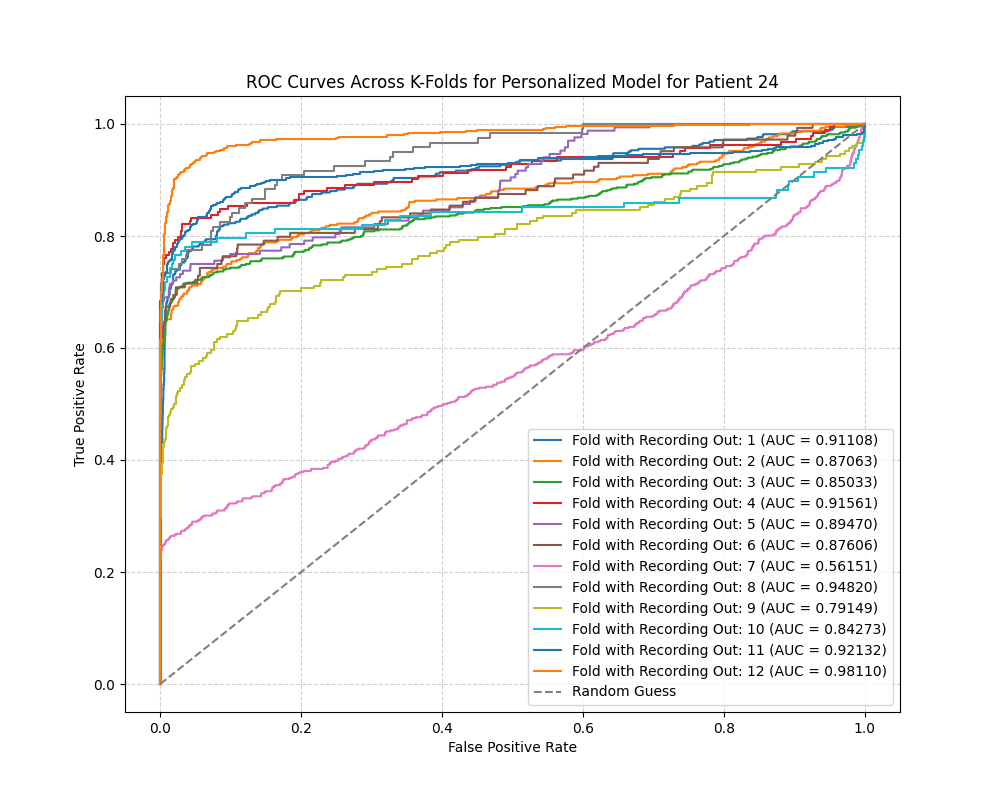 ROC Curves Across K-Folds for Personalized Model for Patient 24
True Positive Rate
1.0
0.8
0.6
0.4
0.2
0.0
Fold with Recording Out: 1 (AUC = 0.91108)
Fold with Recording Out: 2 (AUC = 0.87063)
Fold with Recording Out: 3 (AUC = 0.85033)
Fold with Recording Out: 4 (AUC = 0.91561)
Fold with Recording Out: 5 (AUC = 0.89470)
Fold with Recording Out: 6 (AUC = 0.87606)
Fold with Recording Out: 7 (AUC = 0.56151)
Fold with Recording Out: 8 (AUC = 0.94820)
Fold with Recording Out: 9 (AUC = 0.79149)
Fold with Recording Out: 10 (AUC = 0.84273)
Fold with Recording Out: 11 (AUC = 0.92132)
Fold with Recording Out: 12 (AUC = 0.98110)
Random Guess
0.0 0.2 0.4 0.6 0.8 1.0
False Positive Rate